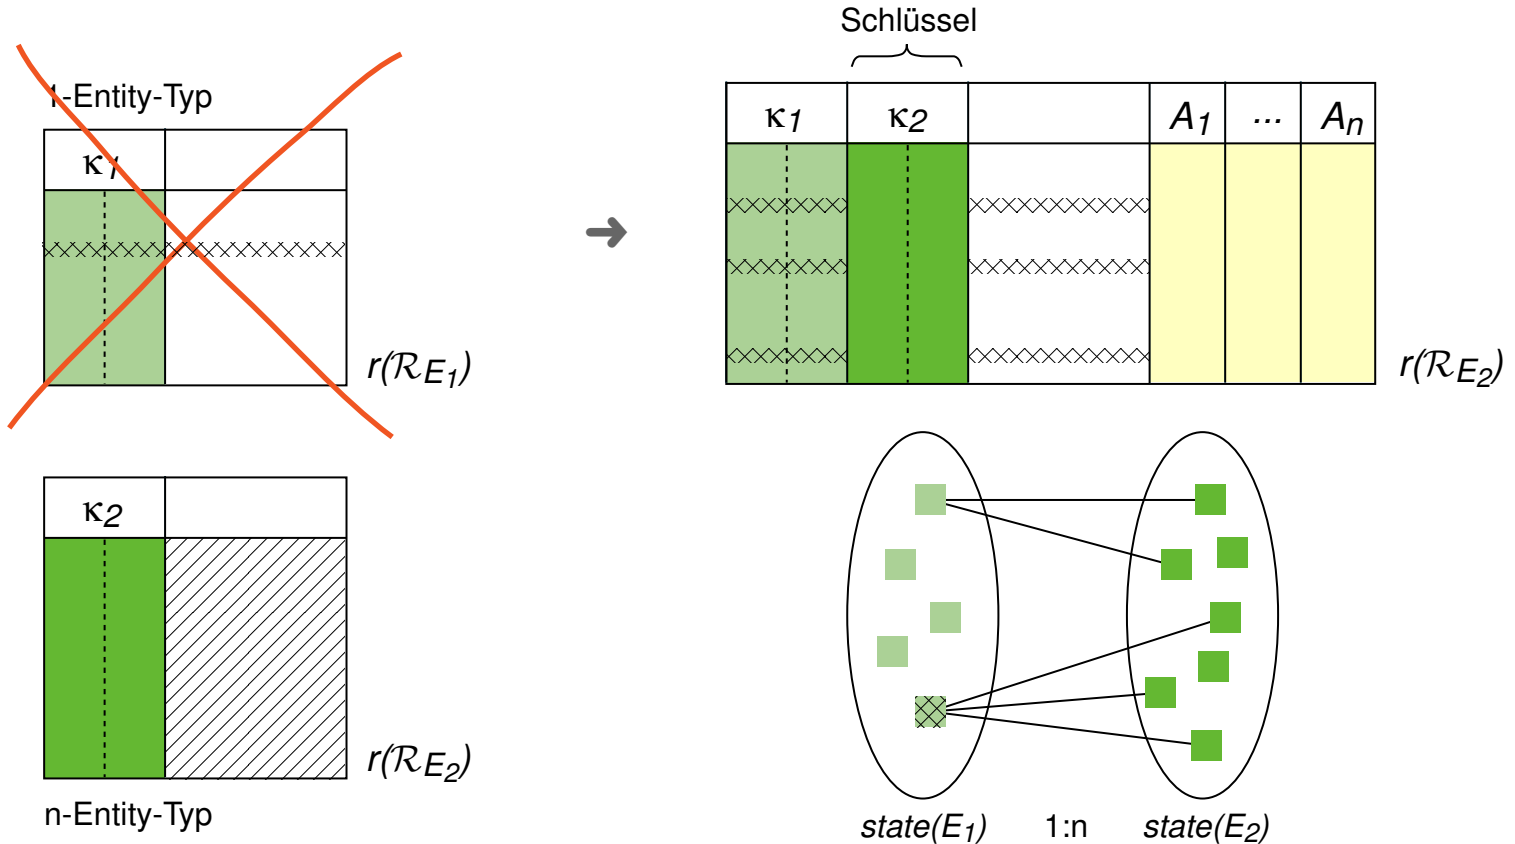 Schlüssel
1-Entity-Typ
κ1
r(ℛE1)
κ1 κ2 A1 ... An
r(ℛE2)
κ2
r(ℛE2)
n-Entity-Typ
state(E1) 1:n state(E2)